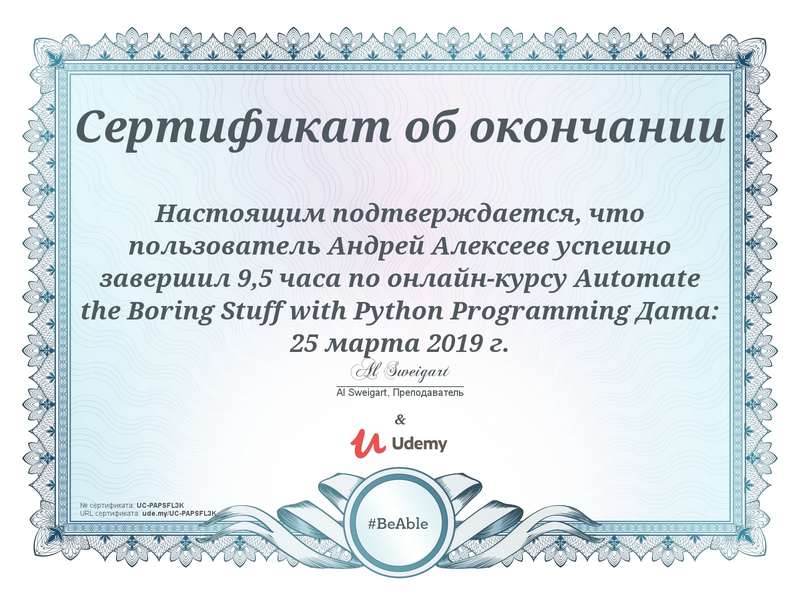 Сертификат об окончании
Настоящим подтверждается, что
пользователь Андрей Алексеев успешно
завершил 9,5 часа по онлайн-курсу Automate
the Boring Stuff with Python Programming Дата:
25 марта 2019 г.
Al Sweigart
Al Sweigart, Преподаватель
&
Udemy
№ сертификата: UC-PAPSFL3K
URL сертификата: ude.my/UC-PAPSFL3K
#BeAble